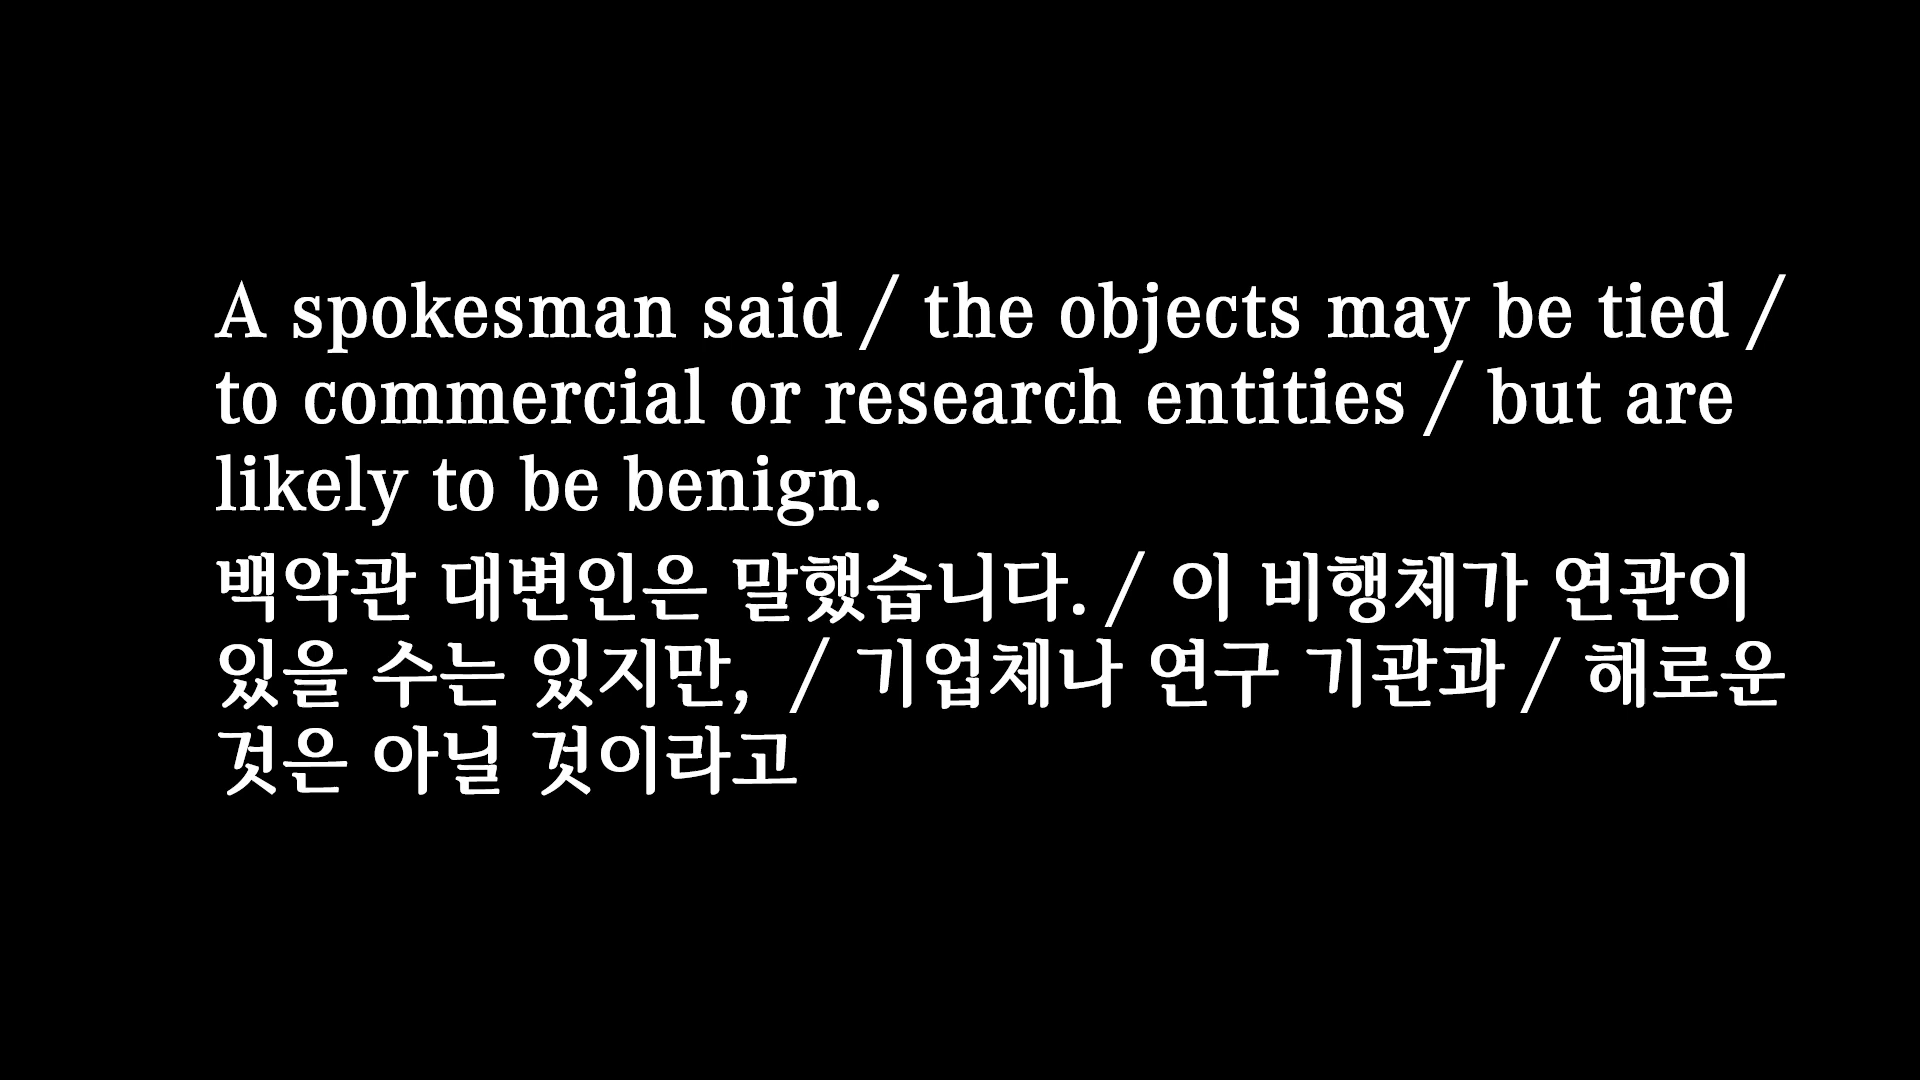 A spokesman said / the objects may be tied /
to commercial or research entities / but are
likely to be benign.
백악관 대변인은 말했습니다. / 이 비행체가 연관이
있을 수는 있지만, / 기업체나 연구 기관과 / 해로운
것은 아닐 것이라고